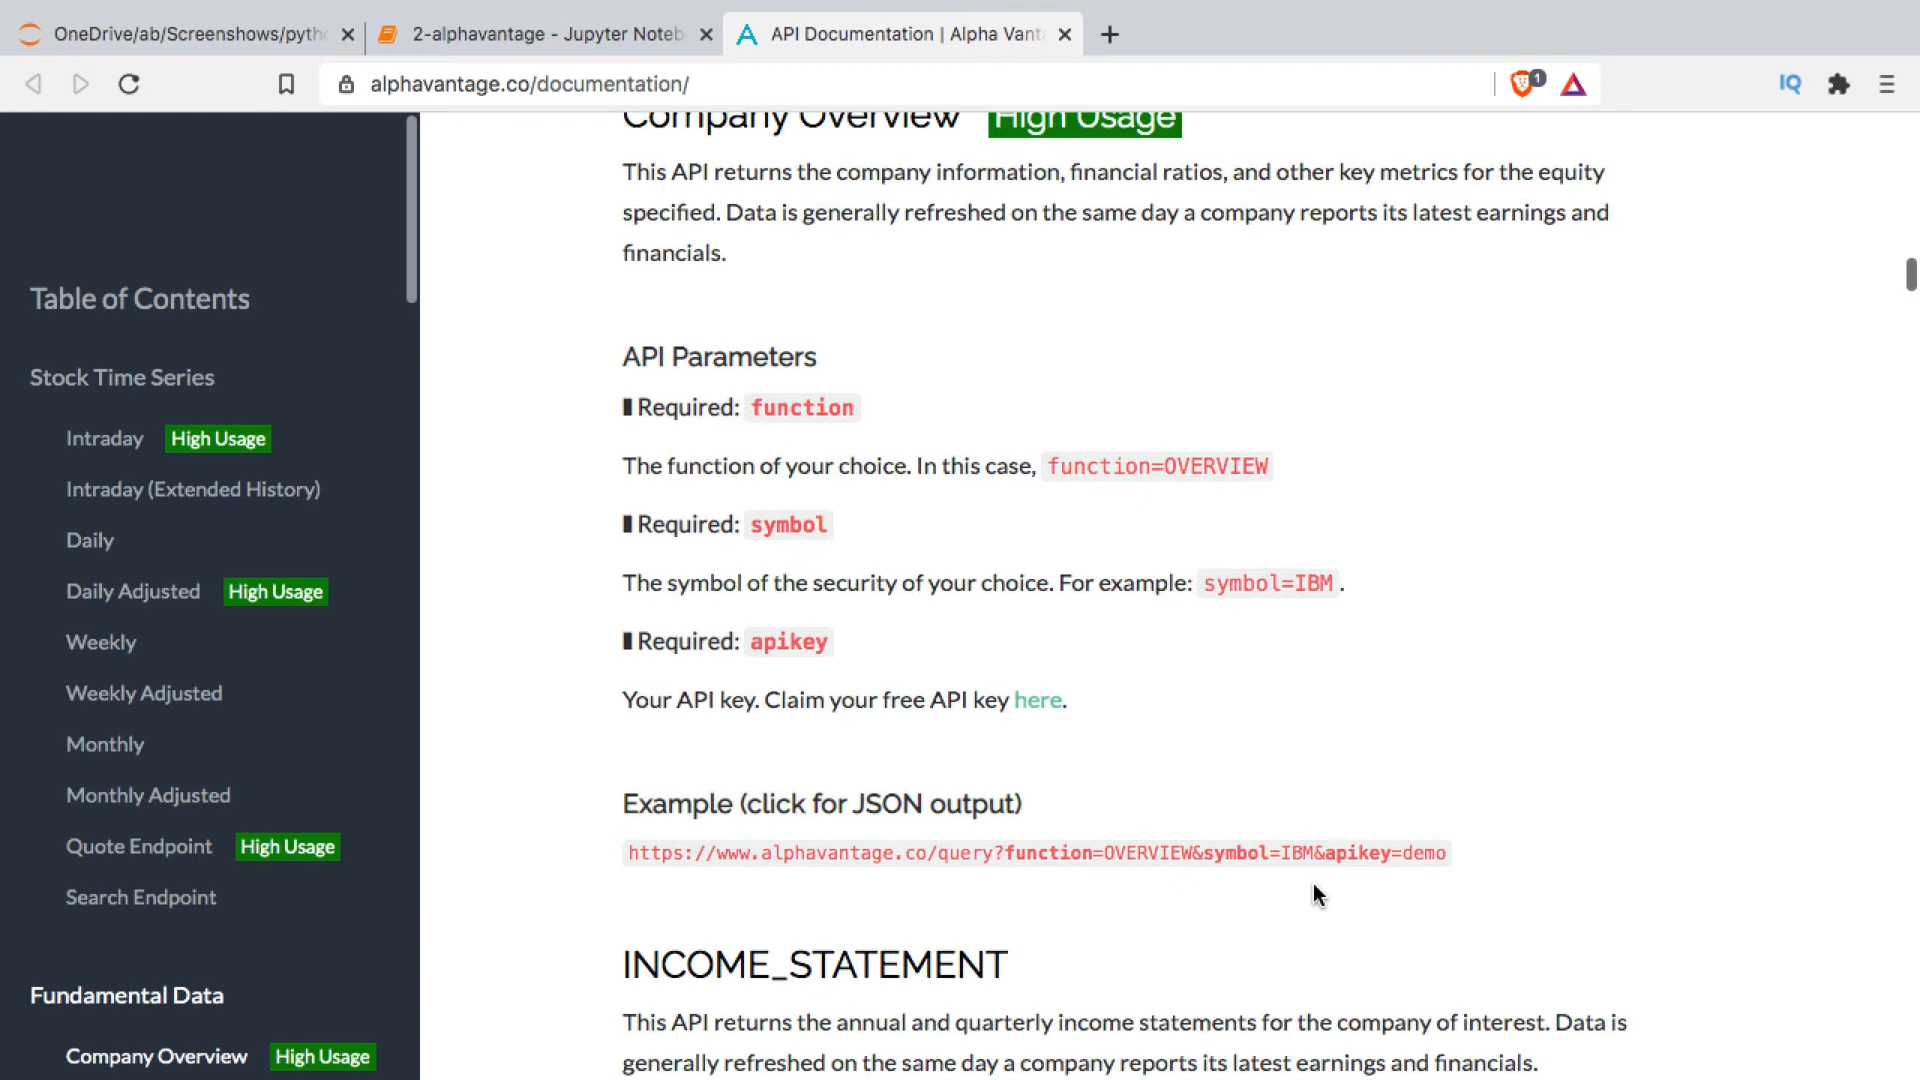 OneDrive/ab/Screenshows/pyth
2-alphavantage - Jupyter Noteb
API Documentation | Alpha Vant
alphavantage.co/documentation/
1
IQ
Table of Contents
Stock Time Series
Intraday High Usage
Intraday (Extended History)
Daily
Daily Adjusted High Usage
Weekly
Weekly Adjusted
Monthly
Monthly Adjusted
Quote Endpoint High Usage
Search Endpoint
Fundamental Data
Company Overview High Usage
Company Overview High Usage
This API returns the company information, financial ratios, and other key metrics for the equity
specified. Data is generally refreshed on the same day a company reports its latest earnings and
financials.
API Parameters
Required: function
The function of your choice. In this case, function=OVERVIEW
Required: symbol
The symbol of the security of your choice. For example: symbol=IBM.
Required: apikey
Your API key. Claim your free API key here.
Example (click for JSON output)
https://www.alphavantage.co/query?function=OVERVIEW&symbol=IBM&apikey=demo
INCOME_STATEMENT
This API returns the annual and quarterly income statements for the company of interest. Data is
generally refreshed on the same day a company reports its latest earnings and financials.